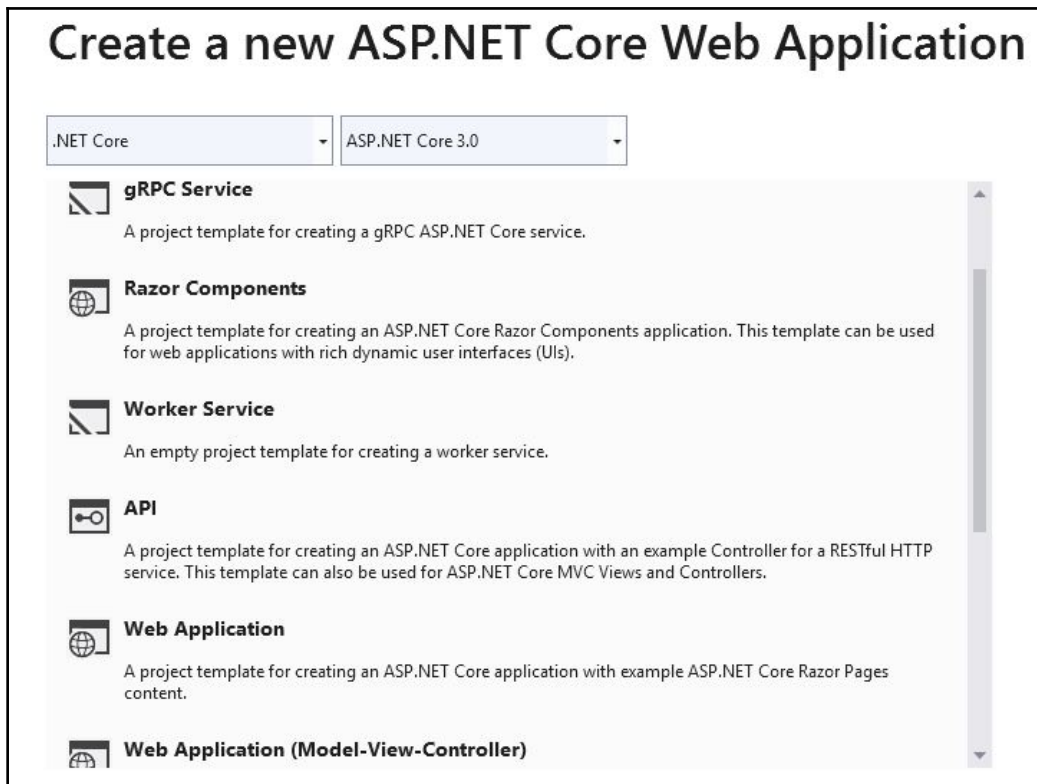 Create a new ASP.NET Core Web Application
.NET Core
ASP.NET Core 3.0
gRPC Service
A project template for creating a gRPC ASP.NET Core service.
Razor Components
A project template for creating an ASP.NET Core Razor Components application. This template can be used
for web applications with rich dynamic user interfaces (UIs).
Worker Service
An empty project template for creating a worker service.
API
A project template for creating an ASP.NET Core application with an example Controller for a RESTful HTTP
service. This template can also be used for ASP.NET Core MVC Views and Controllers.
Web Application
A project template for creating an ASP.NET Core application with example ASP.NET Core Razor Pages
content.
Web Application (Model-View-Controller)